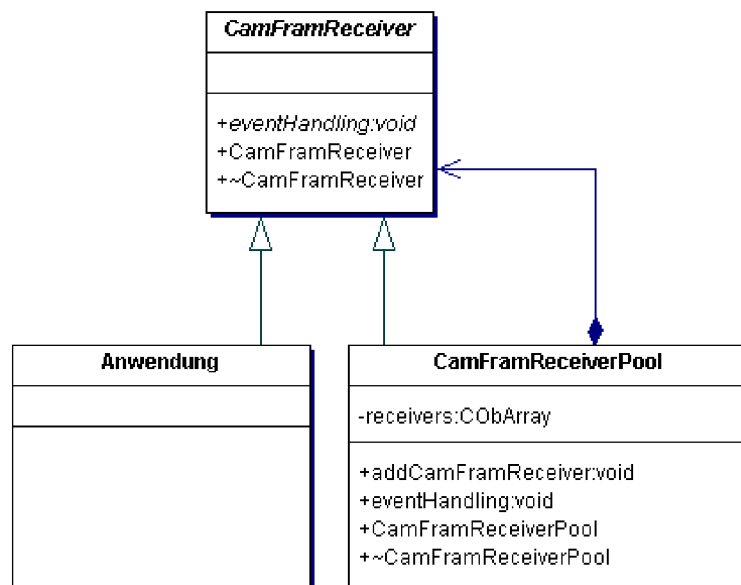 CamFramReceiver
+eventHandling:void
+CamFramReceiver
+~CamFramReceiver
Anwendung
CamFramReceiverPool
-receivers:CObArray
+addCamFramReceiver:void
+eventHandling:void
+CamFramReceiverPool
+~CamFramReceiverPool